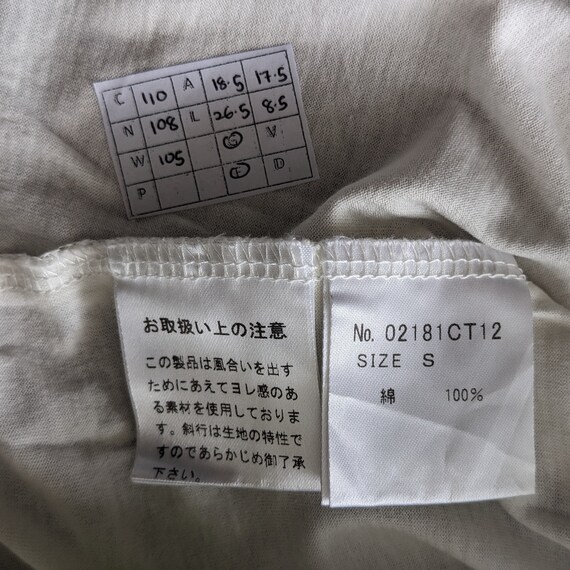 C 110 A 18.5 17.5
N 108 L 26.5 8.5
W 105 G V
P F D
お取扱い上の注意
この製品は風合いを出す
ためにあえてヨレ感のあ
る素材を使用しておりま
す。斜行は生地の特性で
すのであらかじめ御了承
下さい。
No. 02181CT12
SIZE S
綿 100%